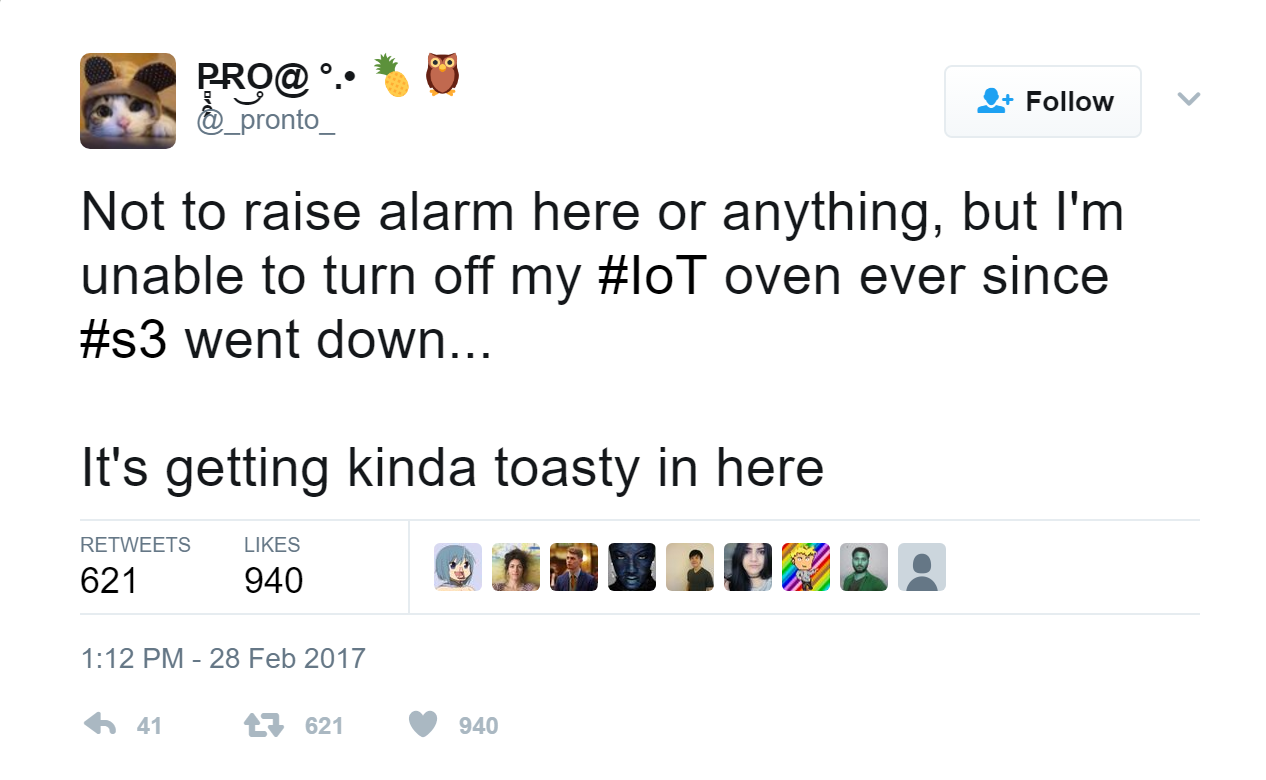 PRO@ °.• 🍍 🦉
@_pronto_
Follow
Not to raise alarm here or anything, but I'm
unable to turn off my #IoT oven ever since
#s3 went down...
It's getting kinda toasty in here
RETWEETS LIKES
621 940
1:12 PM - 28 Feb 2017
41 621 940